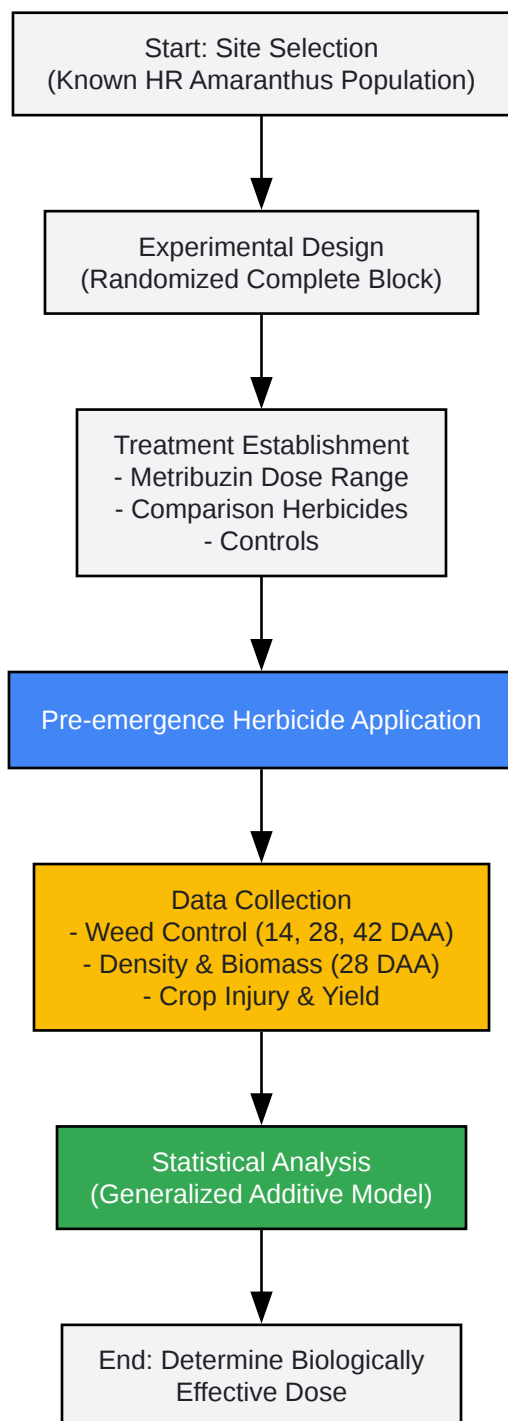 Start: Site Selection
(Known HR Amaranthus Population)
Experimental Design
(Randomized Complete Block)
Treatment Establishment
- Metribuzin Dose Range
- Comparison Herbicides
- Controls
Pre-emergence Herbicide Application
Data Collection
- Weed Control (14, 28, 42 DAA)
- Density & Biomass (28 DAA)
- Crop Injury & Yield
Statistical Analysis
(Generalized Additive Model)
End: Determine Biologically
Effective Dose